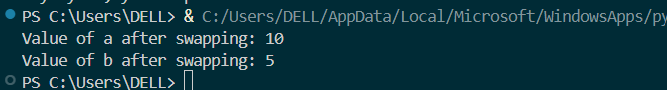 PS C:\Users\DELL> & C:/Users/DELL/AppData/Local/Microsoft/WindowsApps/py
Value of a after swapping: 10
Value of b after swapping: 5
PS C:\Users\DELL>